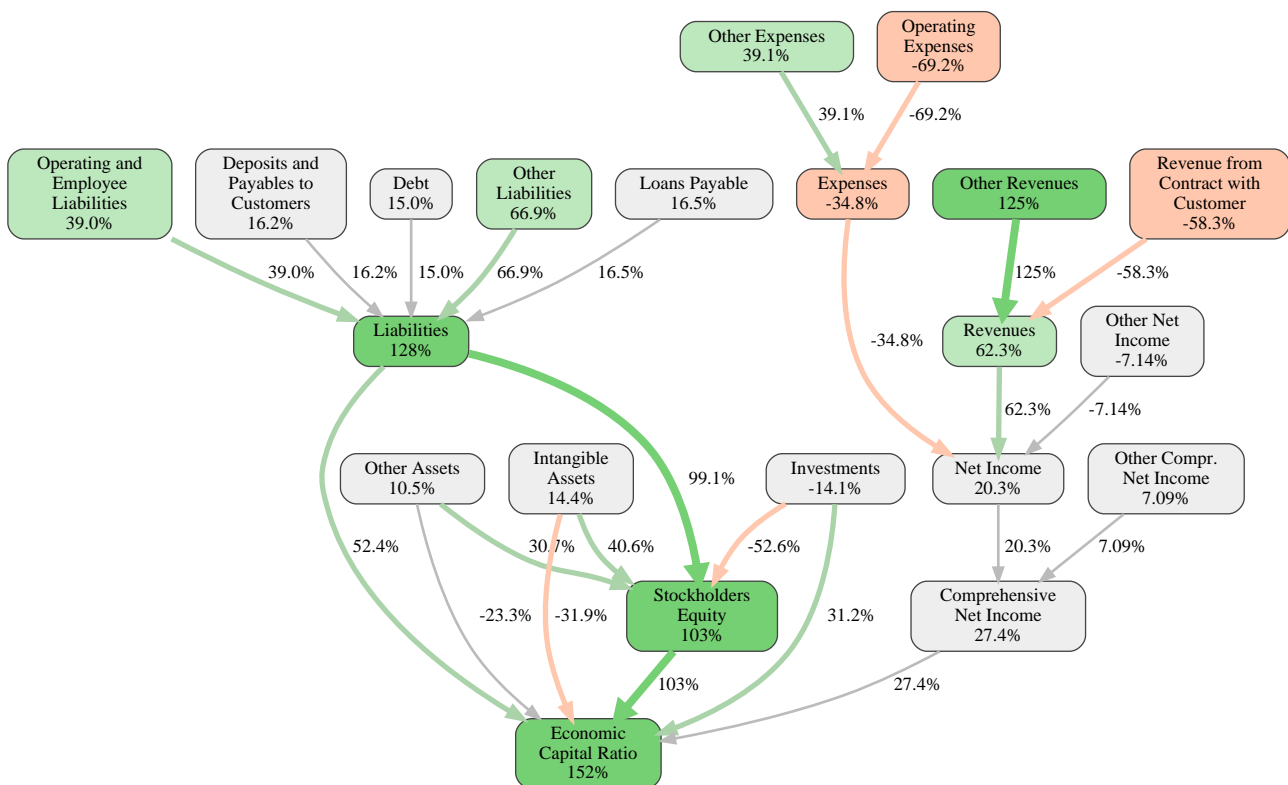 Other Expenses
39.1%
Operating
Expenses
-69.2%
39.1%
-69.2%
Operating and
Employee
Liabilities
39.0%
Deposits and
Payables to
Customers
16.2%
Debt
15.0%
Other
Liabilities
66.9%
Loans Payable
16.5%
Expenses
-34.8%
Other Revenues
125%
Revenue from
Contract with
Customer
-58.3%
39.0%
16.2%
15.0%
66.9%
16.5%
125%
-58.3%
Liabilities
128%
-34.8%
Revenues
62.3%
Other Net
Income
-7.14%
62.3%
-7.14%
Other Assets
10.5%
Intangible
Assets
14.4%
99.1%
Investments
-14.1%
Net Income
20.3%
Other Compr.
Net Income
7.09%
52.4%
30.7%
40.6%
-52.6%
20.3%
7.09%
-23.3%
-31.9%
Stockholders
Equity
103%
31.2%
Comprehensive
Net Income
27.4%
103%
27.4%
Economic
Capital Ratio
152%